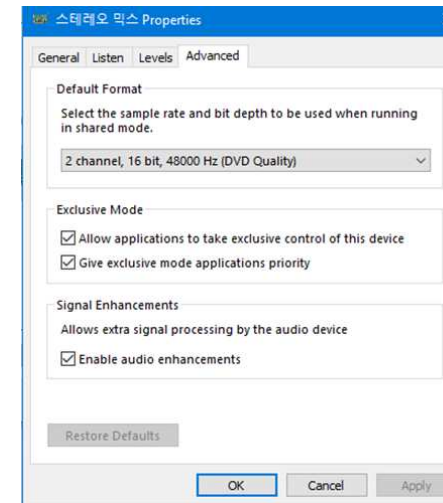 스테레오 믹스 Properties
General Listen Levels Advanced
Default Format
Select the sample rate and bit depth to be used when running
in shared mode.
2 channel, 16 bit, 48000 Hz (DVD Quality)
Exclusive Mode
Allow applications to take exclusive control of this device
Give exclusive mode applications priority
Signal Enhancements
Allows extra signal processing by the audio device
Enable audio enhancements
Restore Defaults
OK Cancel Apply